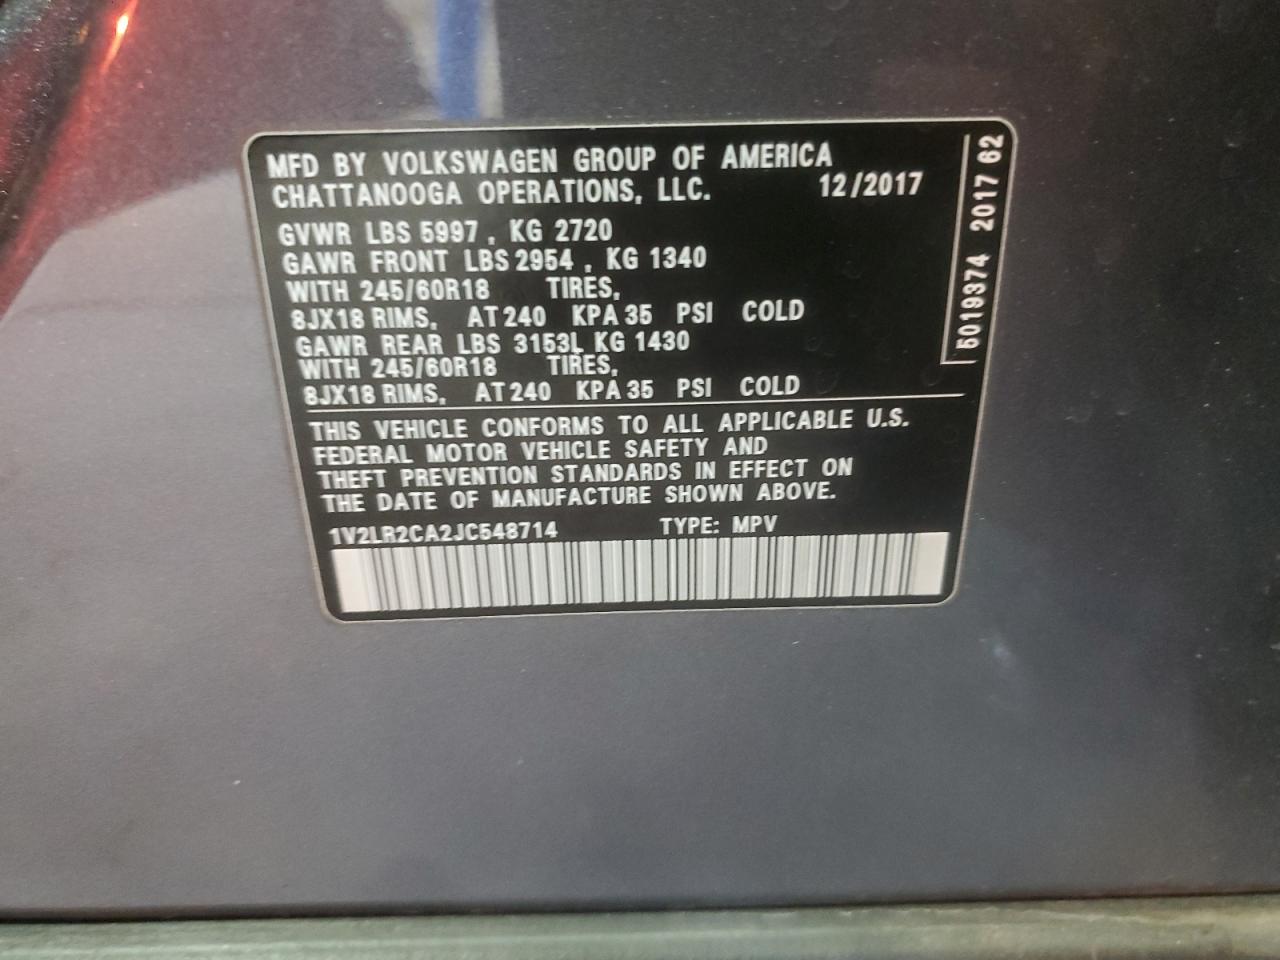 MFD BY VOLKSWAGEN GROUP OF AMERICA
CHATTANOOGA OPERATIONS, LLC. 12/2017
GVWR LBS 5997 , KG 2720
GAWR FRONT LBS 2954 , KG 1340
WITH 245/60R18 TIRES,
8JX18 RIMS, AT 240 KPA 35 PSI COLD
GAWR REAR LBS 3153L KG 1430
WITH 245/60R18 TIRES,
8JX18 RIMS, AT 240 KPA 35 PSI COLD
THIS VEHICLE CONFORMS TO ALL APPLICABLE U.S.
FEDERAL MOTOR VEHICLE SAFETY AND
THEFT PREVENTION STANDARDS IN EFFECT ON
THE DATE OF MANUFACTURE SHOWN ABOVE.
1V2LR2CA2JC548714 TYPE: MPV
5019374 2017 62